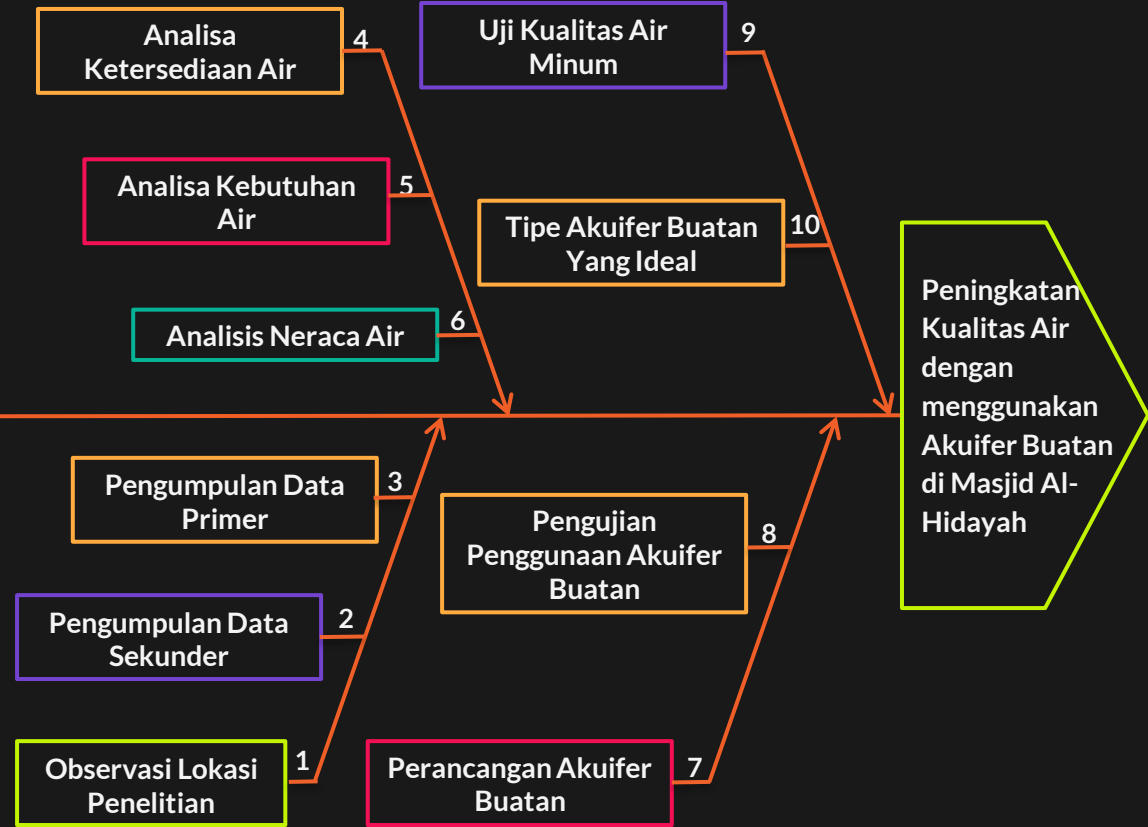 Analisa
Ketersediaan Air
4
Uji Kualitas Air
Minum
9
Analisa Kebutuhan
Air
5
Tipe Akuifer Buatan
Yang Ideal
10
Analisis Neraca Air
6
Peningkatan
Kualitas Air
dengan
menggunakan
Akuifer Buatan
di Masjid Al-
Hidayah
Pengumpulan Data
Primer
3
Pengujian
Penggunaan Akuifer
Buatan
8
Pengumpulan Data
Sekunder
2
Observasi Lokasi
Penelitian
1
Perancangan Akuifer
Buatan
7